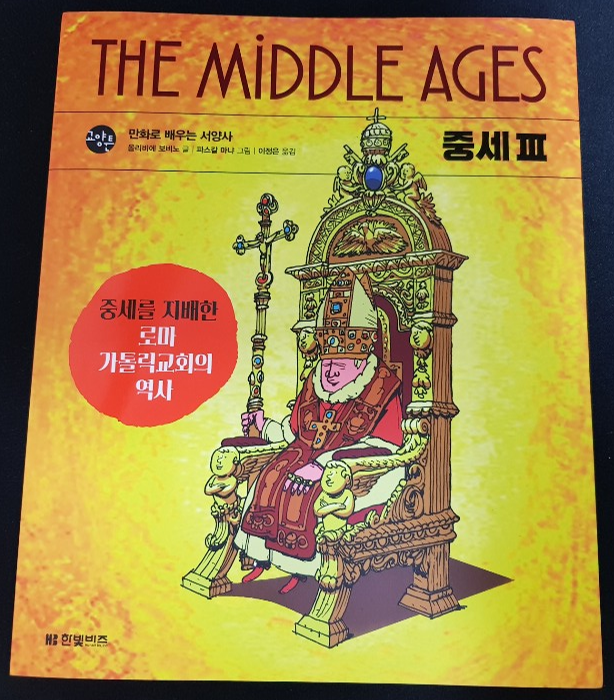 THE MiDDLE AGES
교양툰
만화로 배우는 서양사
올리비에 보비노 글 | 파스칼 마냐 그림 | 이정은 옮김
중세 III
중세를 지배한
로마
가톨릭교회의
역사
HB 한빛비즈